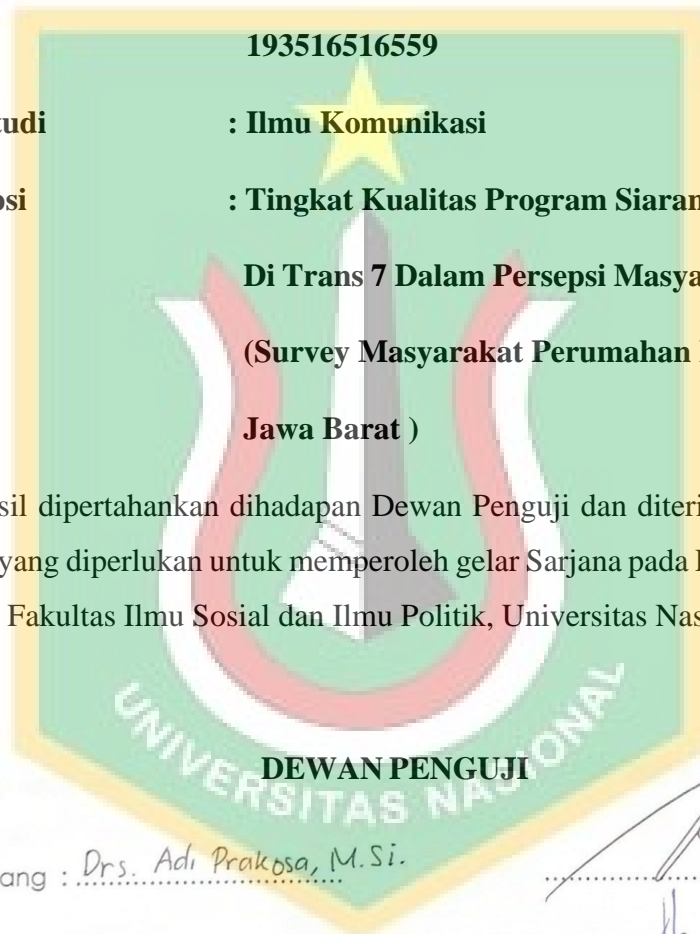 193516516559
tudi : Ilmu Komunikasi
osi : Tingkat Kualitas Program Siaran
Di Trans 7 Dalam Persepsi Masya
(Survey Masyarakat Perumahan
Jawa Barat )
sil dipertahankan dihadapan Dewan Penguji dan diteri
yang diperlukan untuk memperoleh gelar Sarjana pada
Fakultas Ilmu Sosial dan Ilmu Politik, Universitas Nas
UNIVERSITAS NASIONAL
DEWAN PENGUJI
ang : Drs. Adi Prakosa, M.Si.